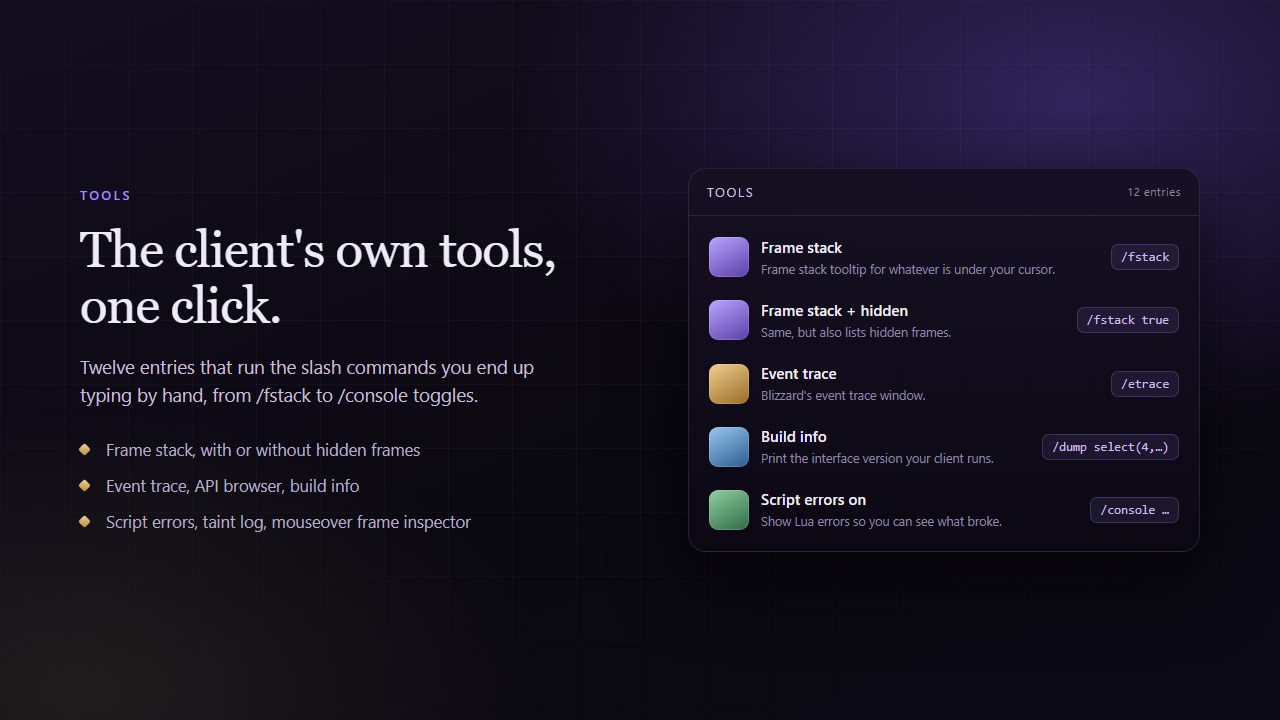 TOOLS
The client's own tools,
one click.
Twelve entries that run the slash commands you end up
typing by hand, from /fstack to /console toggles.
Frame stack, with or without hidden frames
Event trace, API browser, build info
Script errors, taint log, mouseover frame inspector
TOOLS 12 entries
Frame stack
Frame stack tooltip for whatever is under your cursor.
/fstack
Frame stack + hidden
Same, but also lists hidden frames.
/fstack true
Event trace
Blizzard's event trace window.
/etrace
Build info
Print the interface version your client runs.
/dump select(4,…)
Script errors on
Show Lua errors so you can see what broke.
/console …